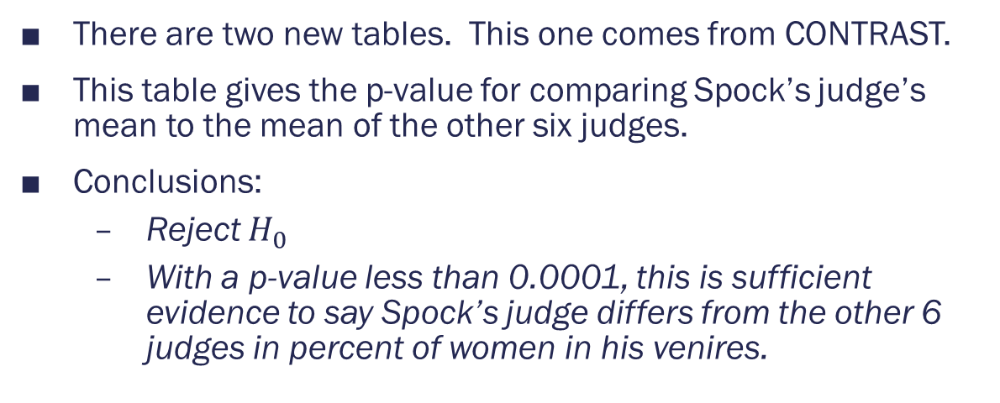 ▪ There are two new tables.  This one comes from CONTRAST.
▪ This table gives the p-value for comparing Spock’s judge’s
mean to the mean of the other six judges.
▪ Conclusions:
– Reject H₀
– With a p-value less than 0.0001, this is sufficient
evidence to say Spock’s judge differs from the other 6
judges in percent of women in his venires.